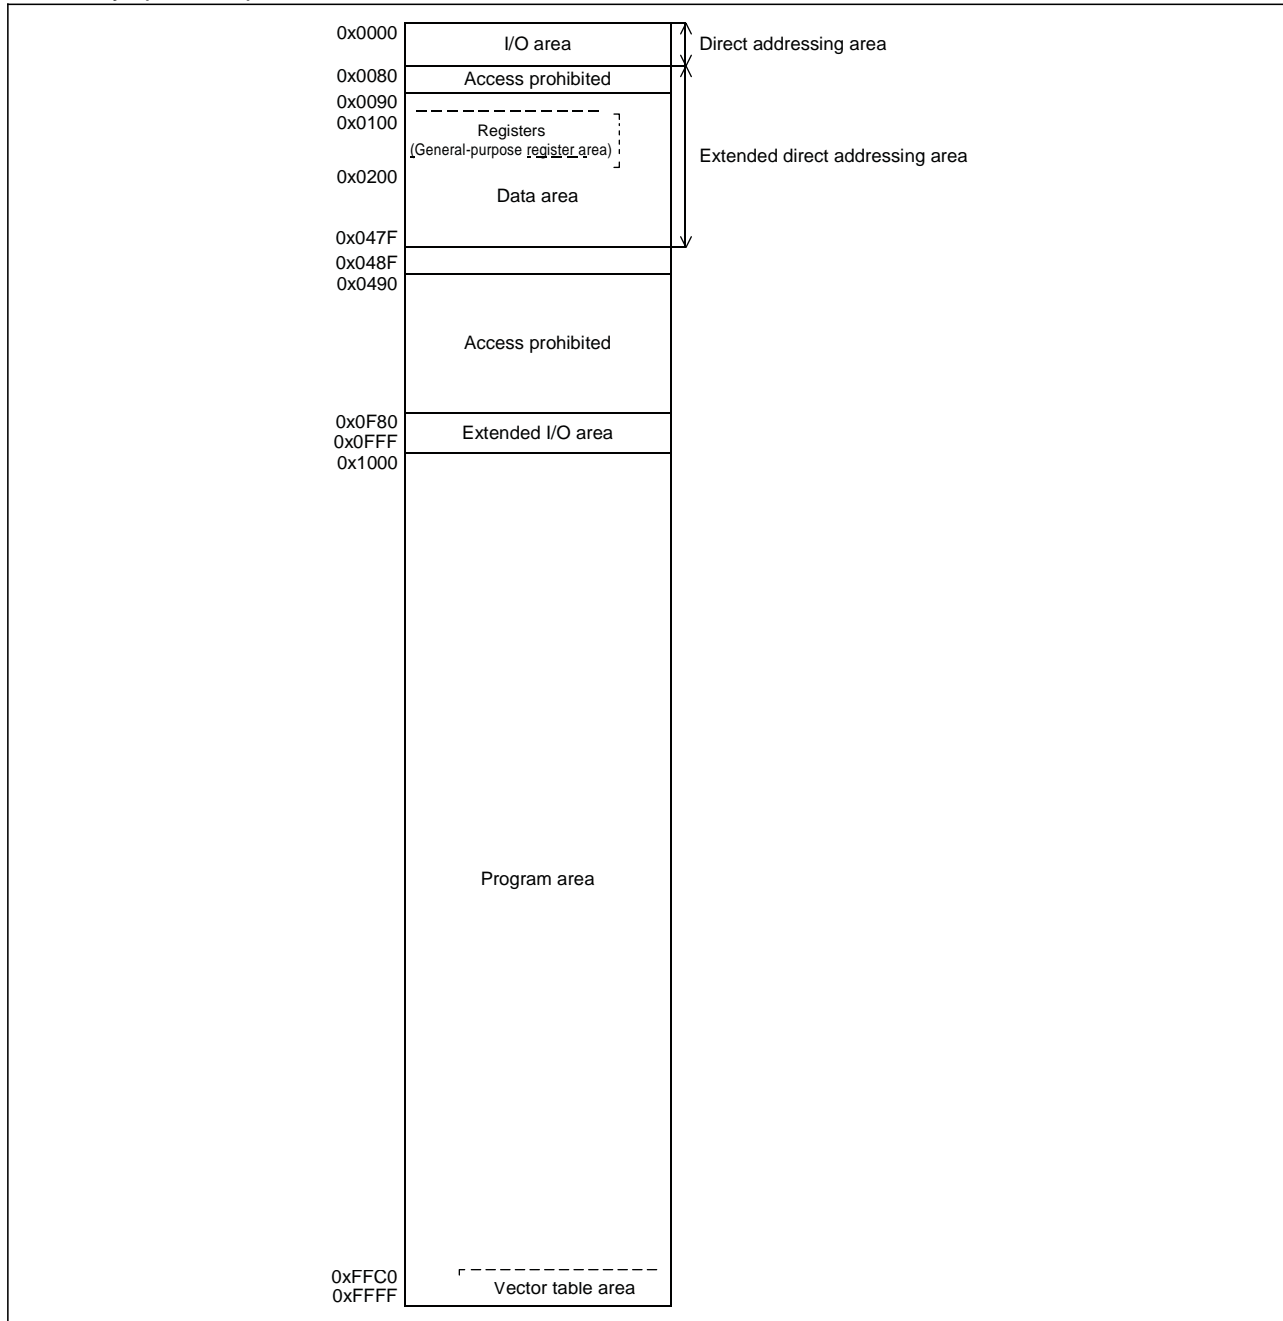 0x0000
I/O area
Direct addressing area
0x0080
Access prohibited
0x0090
0x0100
Registers
(General-purpose register area)
Extended direct addressing area
0x0200
Data area
0x047F
0x048F
0x0490
Access prohibited
0x0F80
Extended I/O area
0x0FFF
0x1000
Program area
0xFFC0
Vector table area
0xFFFF